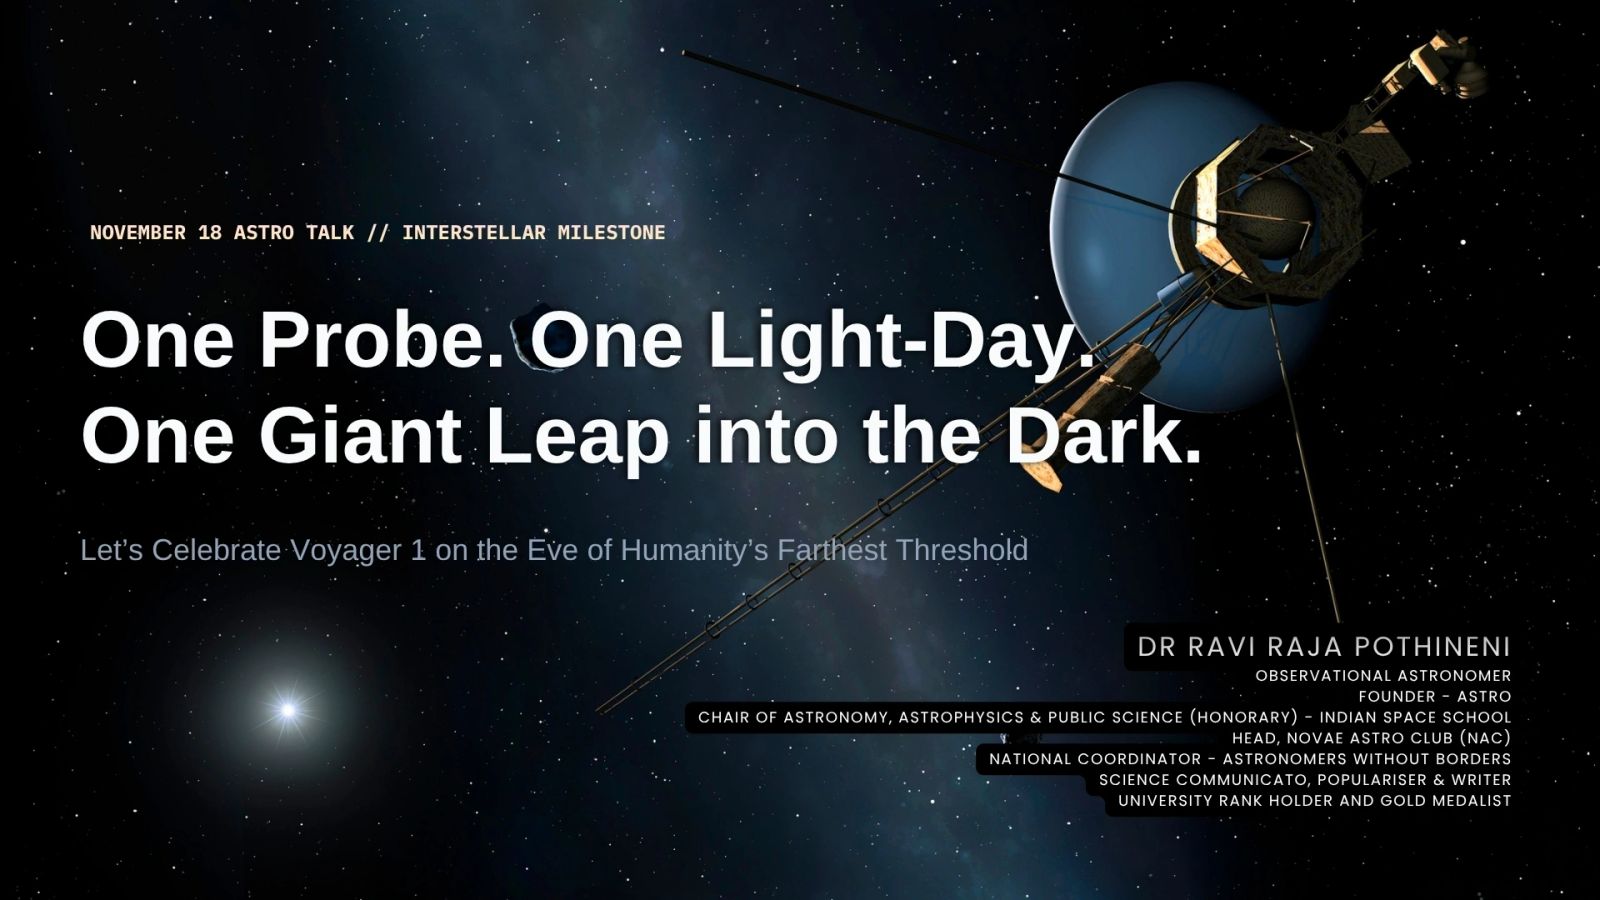 NOVEMBER 18 ASTRO TALK // INTERSTELLAR MILESTONE
One Probe. One Light-Day.
One Giant Leap into the Dark.
Let’s Celebrate Voyager 1 on the Eve of Humanity’s Farthest Threshold
DR RAVI RAJA POTHINENI
OBSERVATIONAL ASTRONOMER
FOUNDER - ASTRO
CHAIR OF ASTRONOMY, ASTROPHYSICS & PUBLIC SCIENCE (HONORARY) - INDIAN SPACE SCHOOL
HEAD, NOVAE ASTRO CLUB (NAC)
NATIONAL COORDINATOR - ASTRONOMERS WITHOUT BORDERS
SCIENCE COMMUNICATO, POPULARISER & WRITER
UNIVERSITY RANK HOLDER AND GOLD MEDALIST